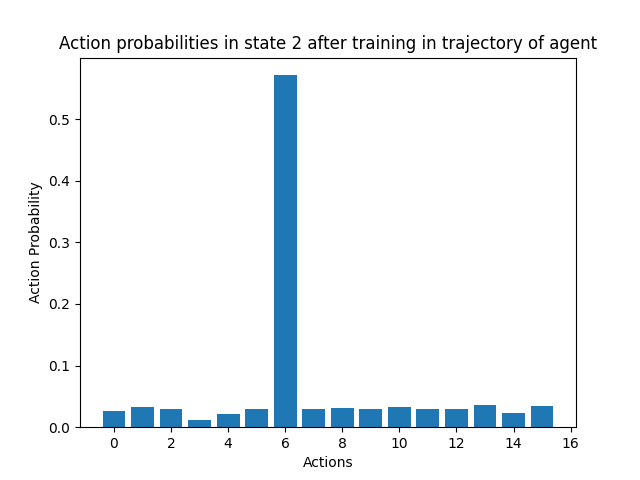 Action probabilities in state 2 after training in trajectory of agent
0.5
0.4
0.3
0.2
0.1
0.0
Action Probability
0 2 4 6 8 10 12 14 16
Actions